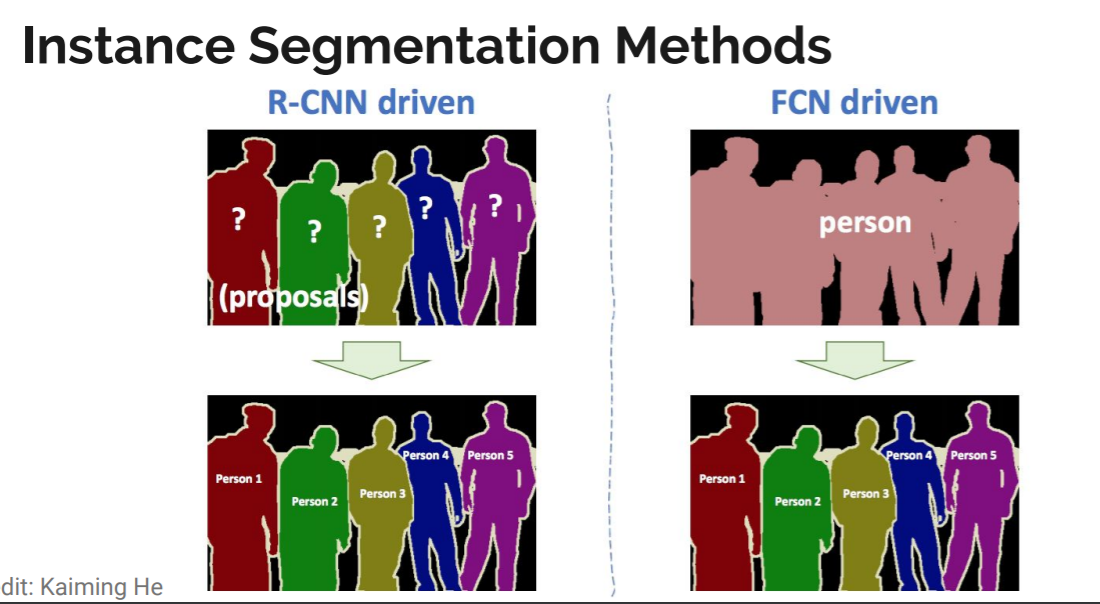 Instance Segmentation Methods
R-CNN driven
?
?
?
?
?
(proposals)
Person 1
Person 2
Person 3
Person 4
Person 5
FCN driven
person
Person 1
Person 2
Person 3
Person 4
Person 5
dit: Kaiming He